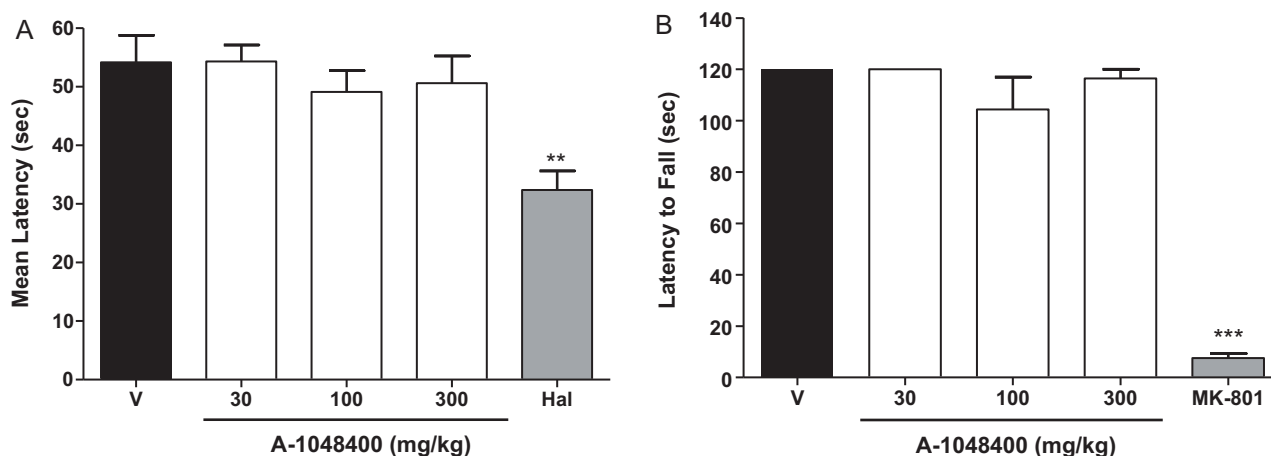 A
Mean Latency (sec)
60
50
40
30
20
10
0
**
V 30 100 300 Hal
A-1048400 (mg/kg)
B
Latency to Fall (sec)
140
120
100
80
60
40
20
0
***
V 30 100 300 MK-801
A-1048400 (mg/kg)